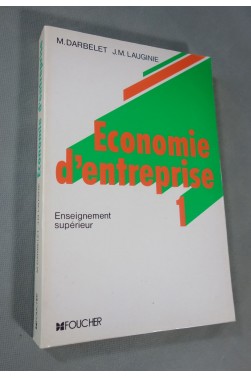 M. DARBELET J. M. LAUGINIE
Economie
d'entreprise
1
Enseignement
supérieur
FOUCHER